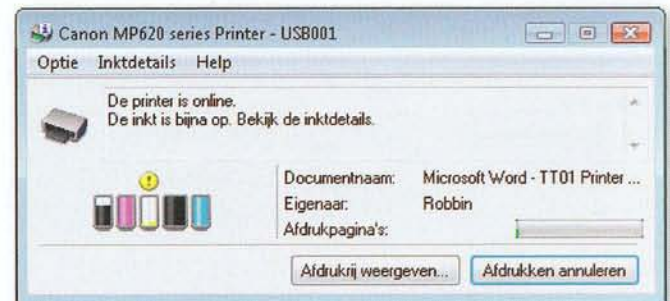 Canon MP620 series Printer - USB001
Optie Inktdetails Help
De printer is online.
De inkt is bijna op. Bekijk de inktdetails.
Documentnaam: Microsoft Word - TT01 Printer ...
Eigenaar: Robbin
Afdrukpagina's:
Afdrukrij weergeven... Afdrukken annuleren